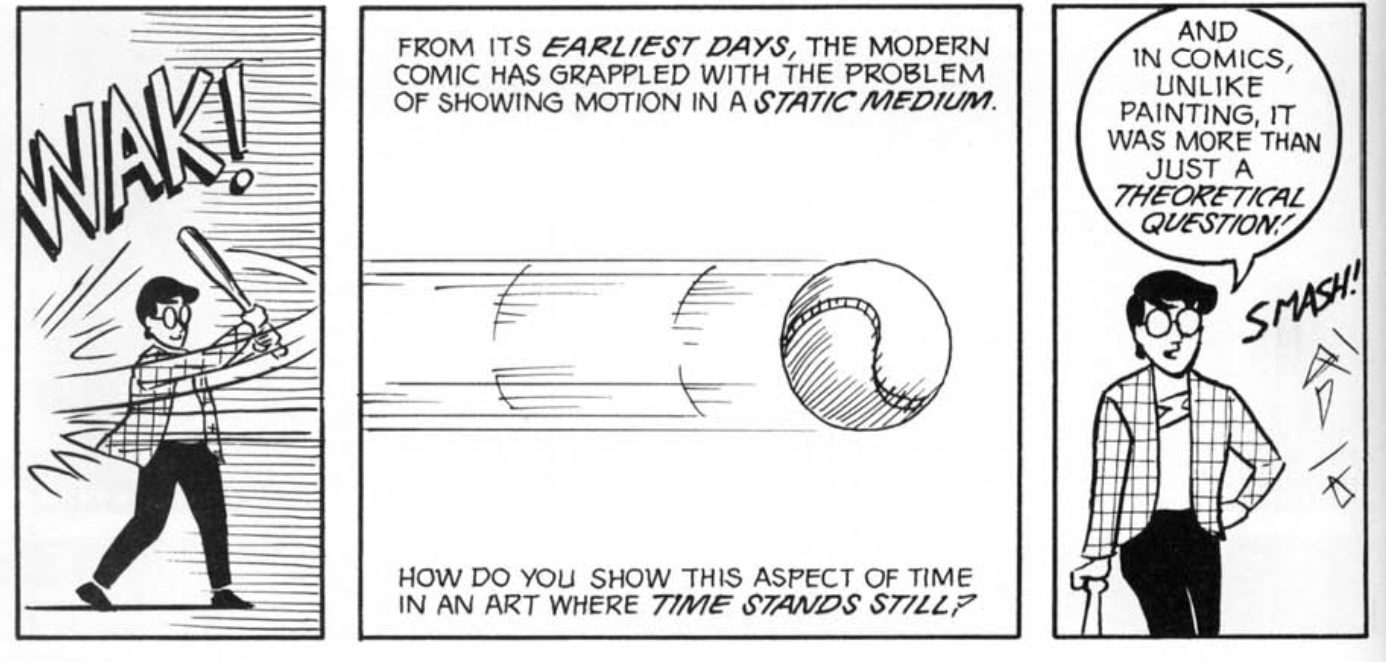 WAK!
FROM ITS EARLIEST DAYS, THE MODERN
COMIC HAS GRAPPLED WITH THE PROBLEM
OF SHOWING MOTION IN A STATIC MEDIUM.
HOW DO YOU SHOW THIS ASPECT OF TIME
IN AN ART WHERE TIME STANDS STILL?
AND
IN COMICS,
UNLIKE
PAINTING, IT
WAS MORE THAN
JUST A
THEORETICAL
QUESTION!
SMASH!